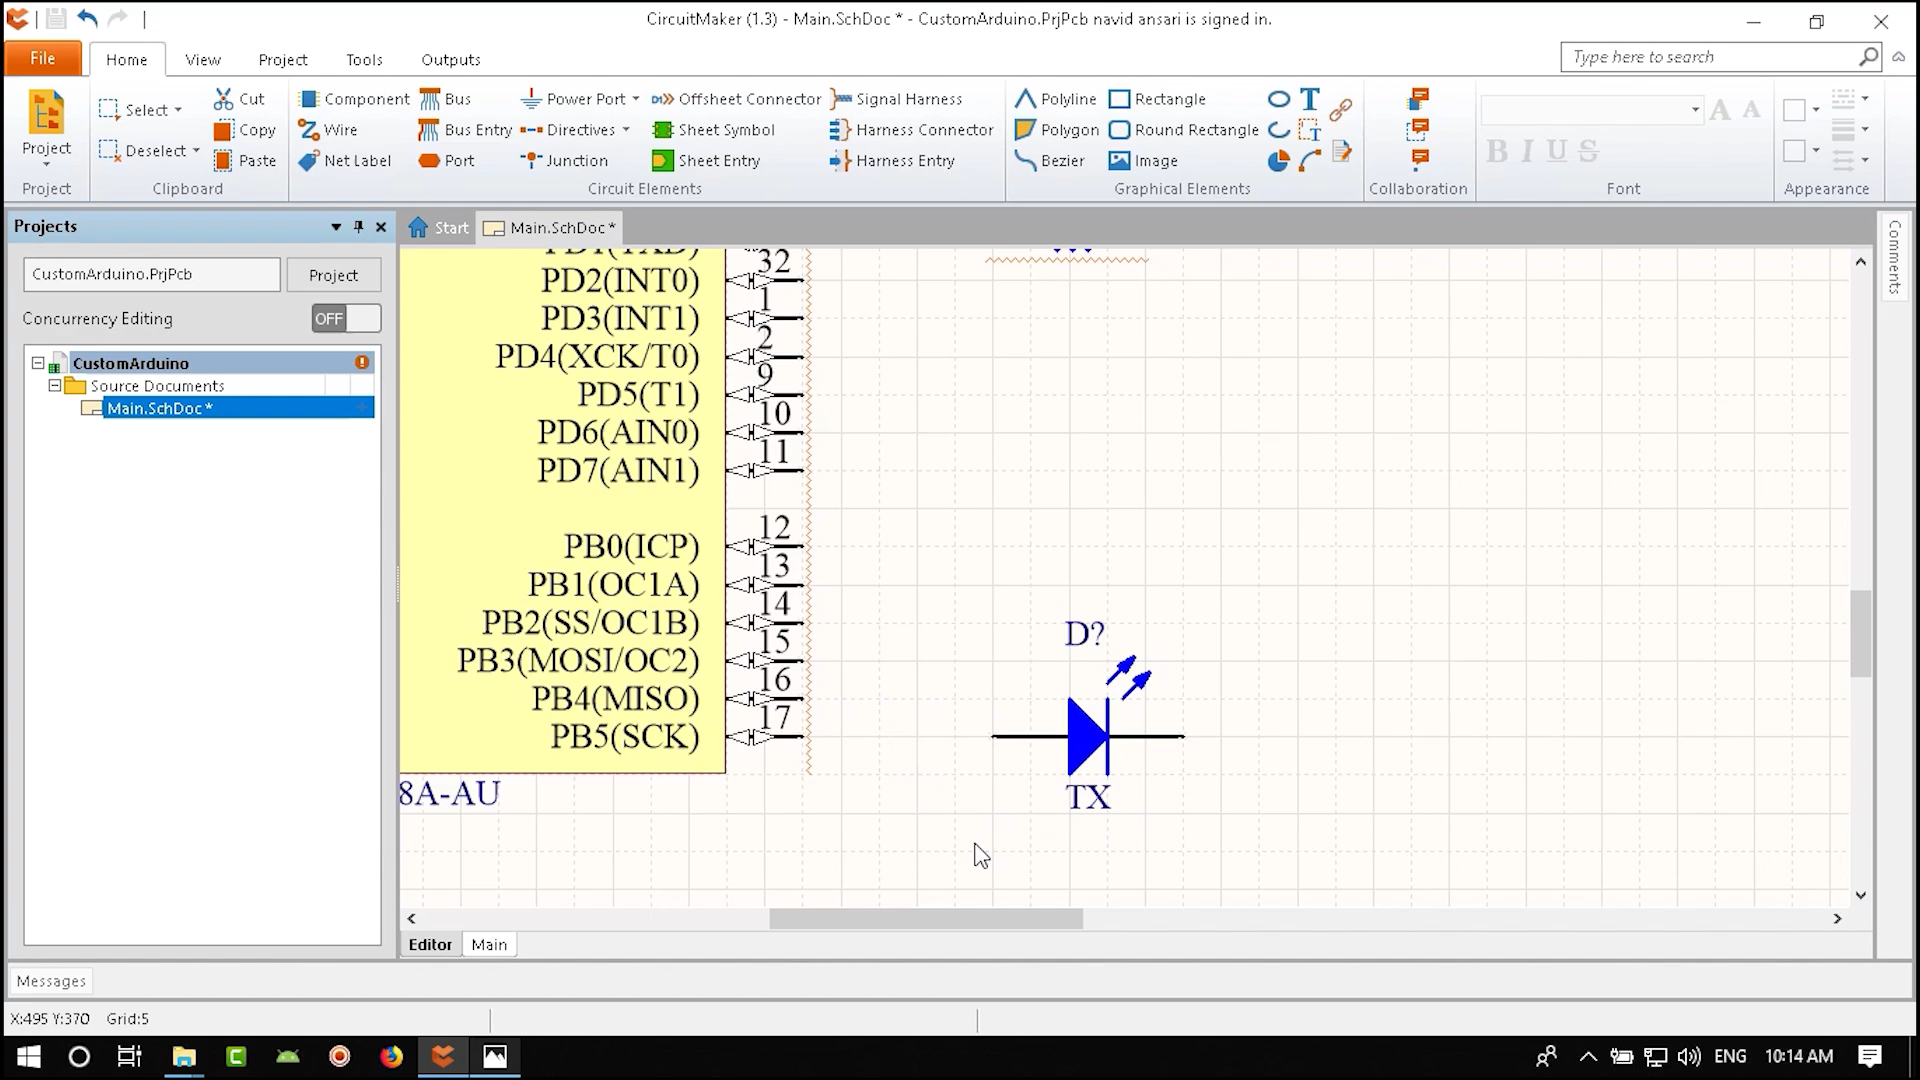 CircuitMaker (1.3) - Main.SchDoc * - CustomArduino.PrjPcb navid ansari is signed in.
File Home View Project Tools Outputs
Type here to search
Project
Select
Deselect
Cut
Copy
Paste
Component
Wire
Net Label
Bus
Bus Entry
Port
Power Port
Directives
Junction
Offsheet Connector
Sheet Symbol
Sheet Entry
Signal Harness
Harness Connector
Harness Entry
Polyline
Polygon
Bezier
Rectangle
Round Rectangle
Image
T
T
A A
B I U S
Project
Clipboard
Circuit Elements
Graphical Elements
Collaboration
Font
Appearance
Projects
CustomArduino.PrjPcb
Project
Concurrency Editing
OFF
CustomArduino
Source Documents
Main.SchDoc *
Start
Main.SchDoc *
Comments
PD1(TXD)
PD2(INT0) 32
PD3(INT1) 1
PD4(XCK/T0) 2
PD5(T1) 9
PD6(AIN0) 10
PD7(AIN1) 11
PB0(ICP) 12
PB1(OC1A) 13
PB2(SS/OC1B) 14
PB3(MOSI/OC2) 15
PB4(MISO) 16
PB5(SCK) 17
8A-AU
D?
TX
Editor Main
Messages
X:495 Y:370 Grid:5
ENG 10:14 AM